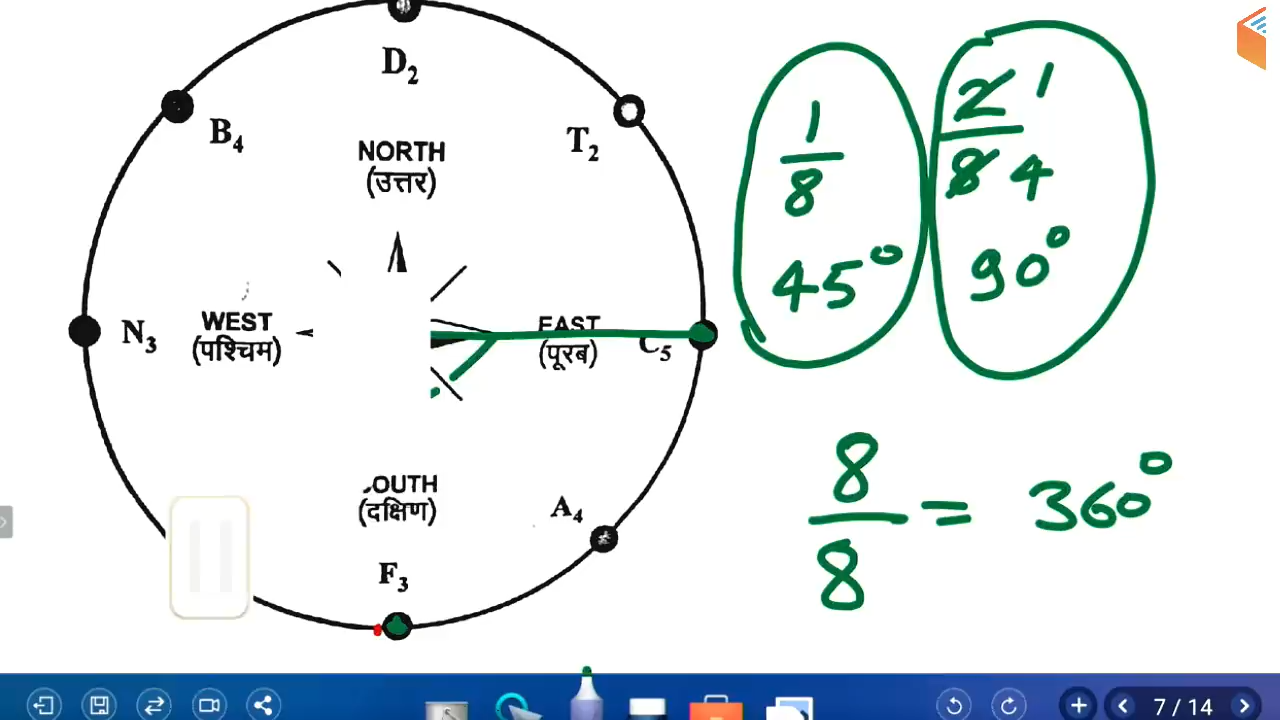 D₂
B₄
T₂
NORTH
(उत्तर)
1/8
45°
2/8 1 4
90°
N₃
WEST
(पश्चिम)
EAST
(पूरब)
C₅
8/8 = 360°
OUTH
(दक्षिण)
A₄
F₃
7 / 14